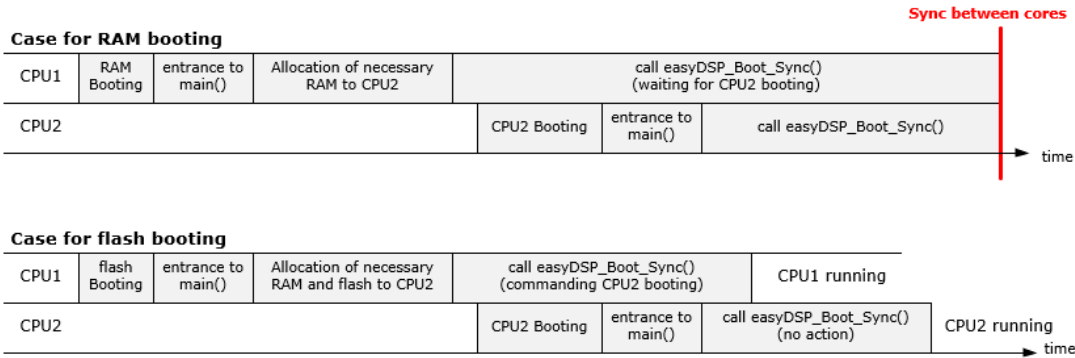 Sync between cores
Case for RAM booting
CPU1
RAM
Booting
entrance to
main()
Allocation of necessary
RAM to CPU2
call easyDSP_Boot_Sync()
(waiting for CPU2 booting)
CPU2
CPU2 Booting
entrance to
main()
call easyDSP_Boot_Sync()
time
Case for flash booting
CPU1
flash
Booting
entrance to
main()
Allocation of necessary
RAM and flash to CPU2
call easyDSP_Boot_Sync()
(commanding CPU2 booting)
CPU1 running
CPU2
CPU2 Booting
entrance to
main()
call easyDSP_Boot_Sync()
(no action)
CPU2 running
time